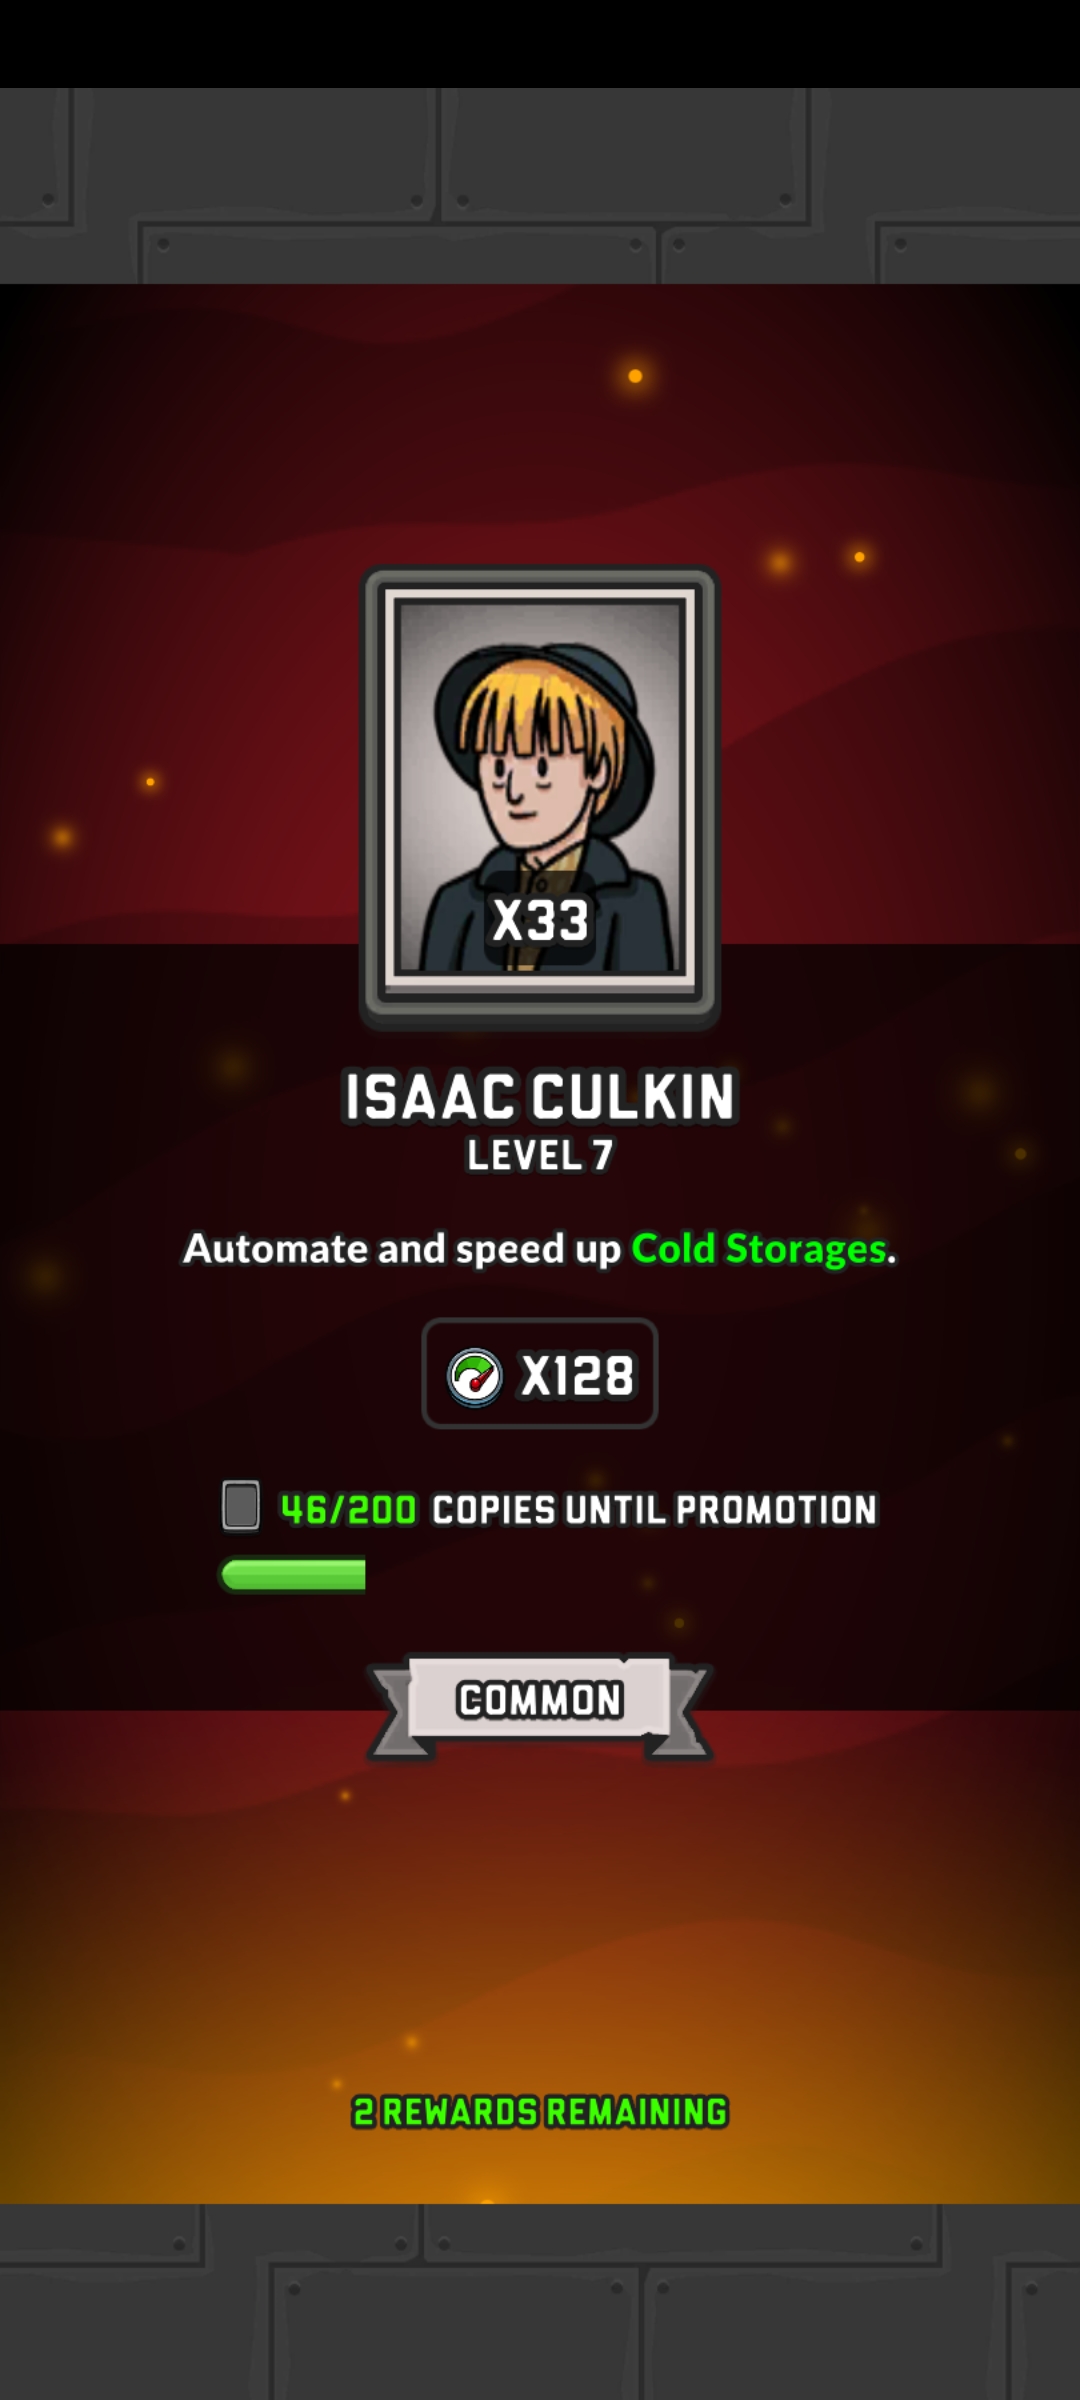 X33
ISAAC CULKIN
LEVEL 7
Automate and speed up Cold Storages.
X128
46/200 COPIES UNTIL PROMOTION
COMMON
2 REWARDS REMAINING